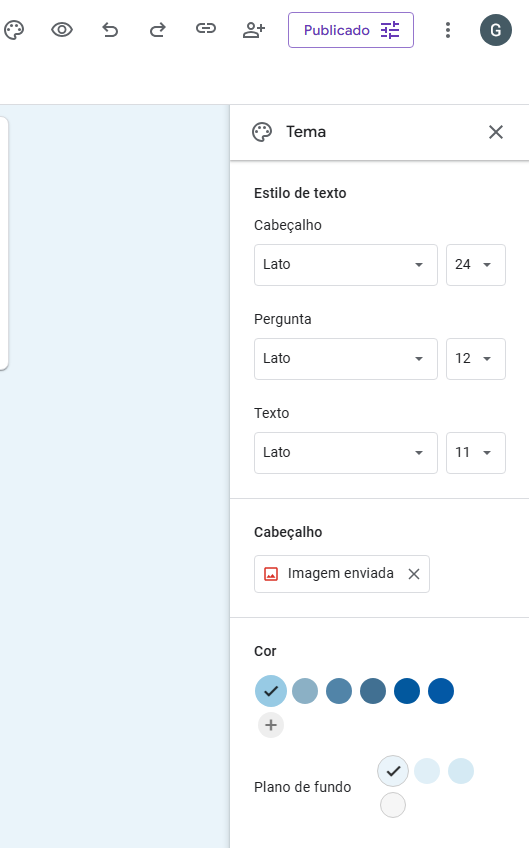 Publicado
G
Tema
Estilo de texto
Cabeçalho
Lato 24
Pergunta
Lato 12
Texto
Lato 11
Cabeçalho
Imagem enviada
Cor
Plano de fundo